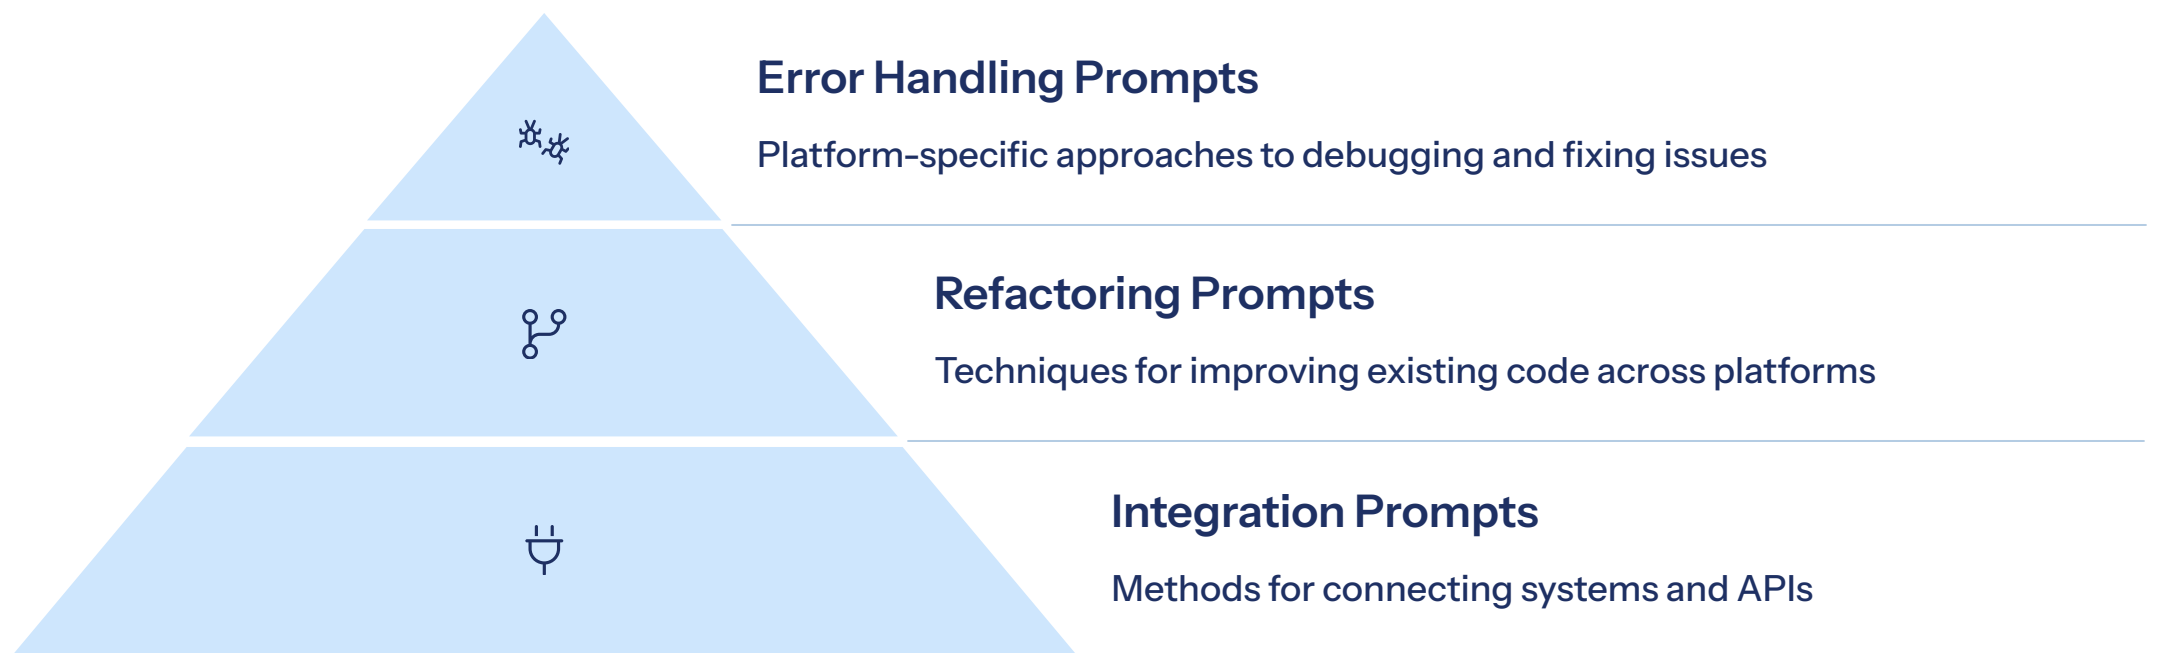 Error Handling Prompts
Platform-specific approaches to debugging and fixing issues
Refactoring Prompts
Techniques for improving existing code across platforms
Integration Prompts
Methods for connecting systems and APIs